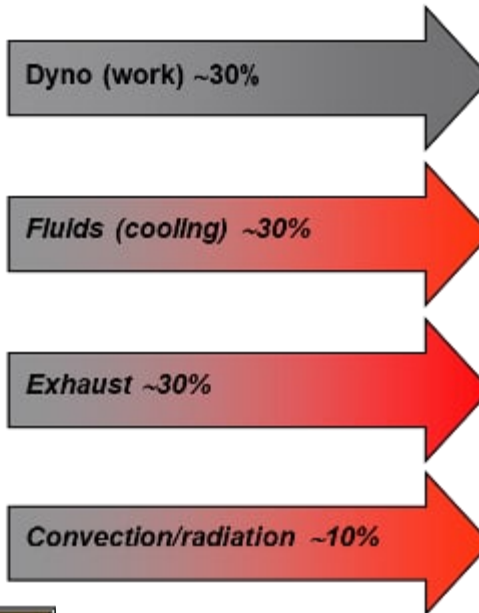 Dyno (work) ~30%
Fluids (cooling) ~30%
Exhaust ~30%
Convection/radiation ~10%